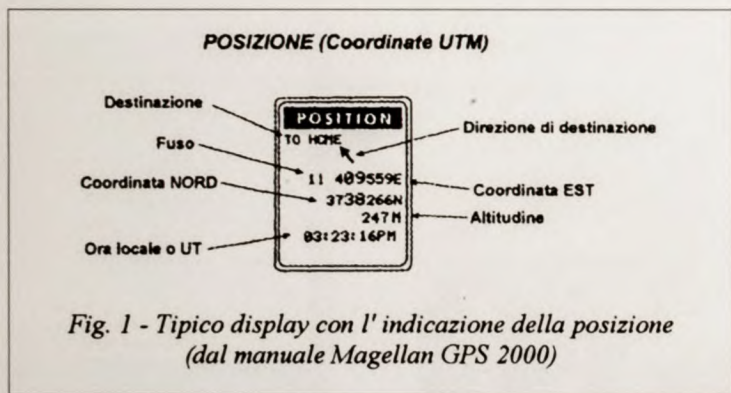 POSIZIONE (Coordinate UTM)
Destinazione
POSITION
TO HOME
Direzione di destinazione
Fuso
11 409559E
Coordinata EST
Coordinata NORD
3738266N
247M
Altitudine
Ora locale o UT
03:23:16PM
Fig. 1 - Tipico display con l' indicazione della posizione
(dal manuale Magellan GPS 2000)